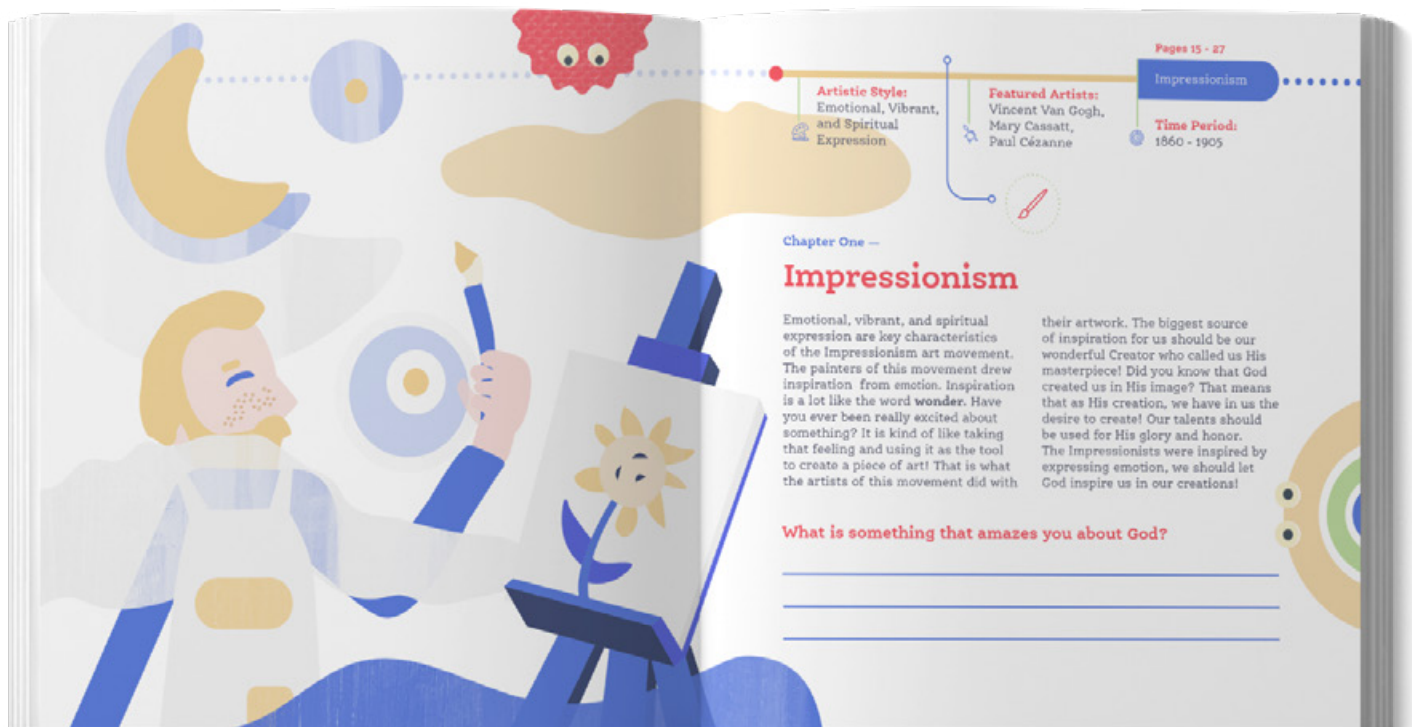 Pages 15 - 27
Impressionism
Artistic Style:
Emotional, Vibrant,
and Spiritual
Expression
Featured Artists:
Vincent Van Gogh,
Mary Cassatt,
Paul Cézanne
Time Period:
1860 - 1905
Chapter One —
Impressionism
Emotional, vibrant, and spiritual
expression are key characteristics
of the Impressionism art movement.
The painters of this movement drew
inspiration from emotion. Inspiration
is a lot like the word wonder. Have
you ever been really excited about
something? It is kind of like taking
that feeling and using it as the tool
to create a piece of art! That is what
the artists of this movement did with
their artwork. The biggest source
of inspiration for us should be our
wonderful Creator who called us His
masterpiece! Did you know that God
created us in His image? That means
that as His creation, we have in us the
desire to create! Our talents should
be used for His glory and honor.
The Impressionists were inspired by
expressing emotion, we should let
God inspire us in our creations!
What is something that amazes you about God?